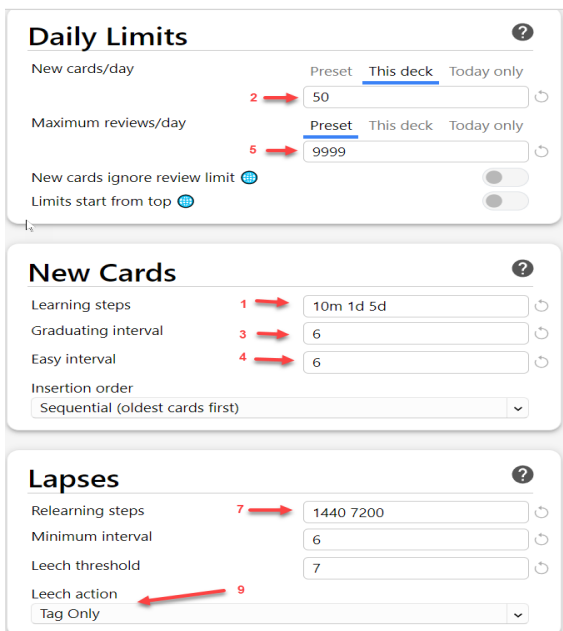 Daily Limits ?
New cards/day Preset This deck Today only
2 50
Maximum reviews/day Preset This deck Today only
5 9999
New cards ignore review limit
Limits start from top
New Cards ?
Learning steps 1 10m 1d 5d
Graduating interval 3 6
Easy interval 4 6
Insertion order
Sequential (oldest cards first)
Lapses ?
Relearning steps 7 1440 7200
Minimum interval 6
Leech threshold 7
Leech action 9
Tag Only